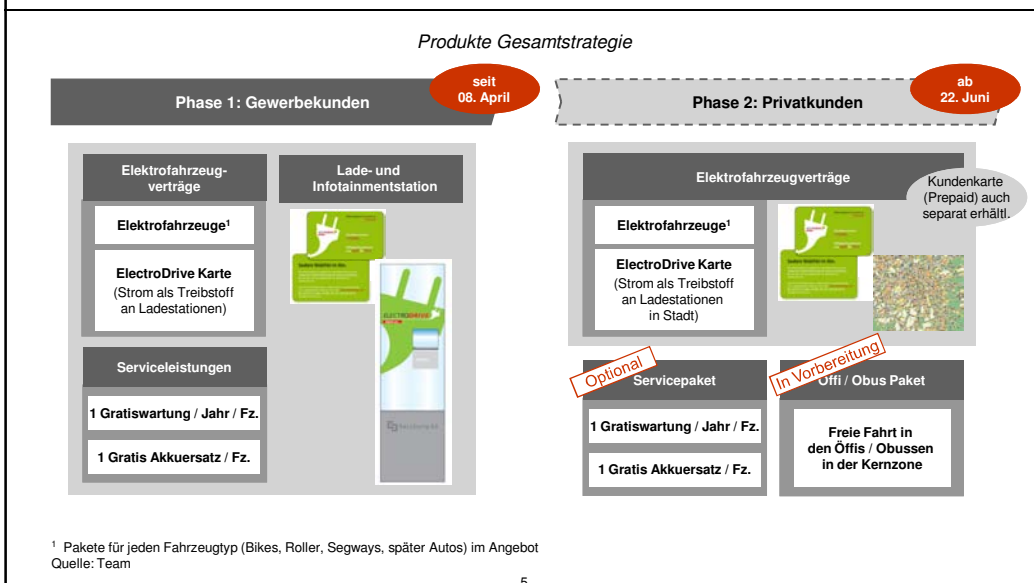 Produkte Gesamtstrategie
Phase 1: Gewerbekunden
seit
08. April
Phase 2: Privatkunden
ab
22. Juni
Elektrofahrzeug-
verträge
Elektrofahrzeuge¹
ElectroDrive Karte
(Strom als Treibstoff
an Ladestationen)
Lade- und
Infotainmentstation
ELECTRODRIVE
Salzburg AG
Serviceleistungen
1 Gratiswartung / Jahr / Fz.
1 Gratis Akkuersatz / Fz.
Elektrofahrzeugverträge
Kundenkarte
(Prepaid) auch
separat erhältl.
Elektrofahrzeuge¹
ElectroDrive Karte
(Strom als Treibstoff
an Ladestationen
in Stadt)
Optional
Servicepaket
1 Gratiswartung / Jahr / Fz.
1 Gratis Akkuersatz / Fz.
In Vorbereitung
Öffi / Obus Paket
Freie Fahrt in
den Öffis / Obussen
in der Kernzone
¹ Pakete für jeden Fahrzeugtyp (Bikes, Roller, Segways, später Autos) im Angebot
Quelle: Team
5